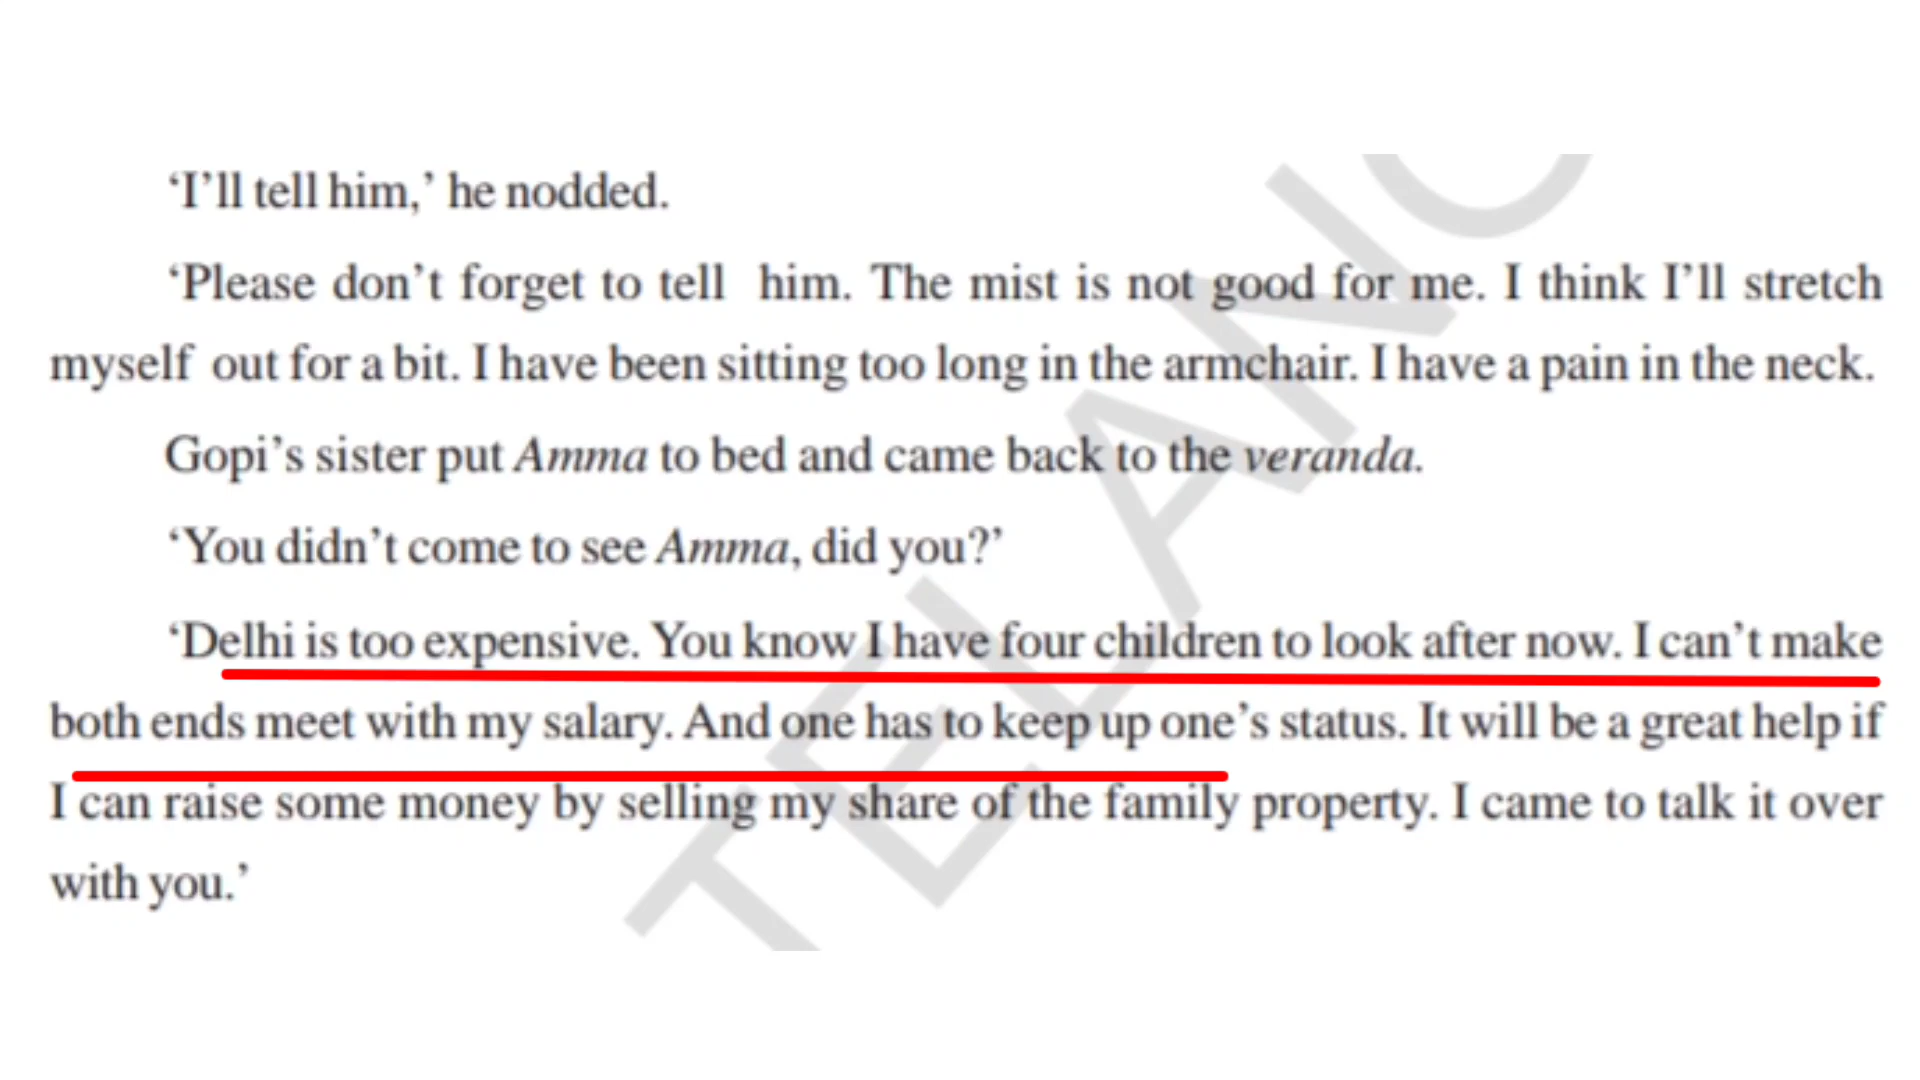 ‘I’ll tell him,’ he nodded.
‘Please don’t forget to tell him. The mist is not good for me. I think I’ll stretch
myself out for a bit. I have been sitting too long in the armchair. I have a pain in the neck.
Gopi’s sister put Amma to bed and came back to the veranda.
‘You didn’t come to see Amma, did you?’
‘Delhi is too expensive. You know I have four children to look after now. I can’t make
both ends meet with my salary. And one has to keep up one’s status. It will be a great help if
I can raise some money by selling my share of the family property. I came to talk it over
with you.’
TELANG